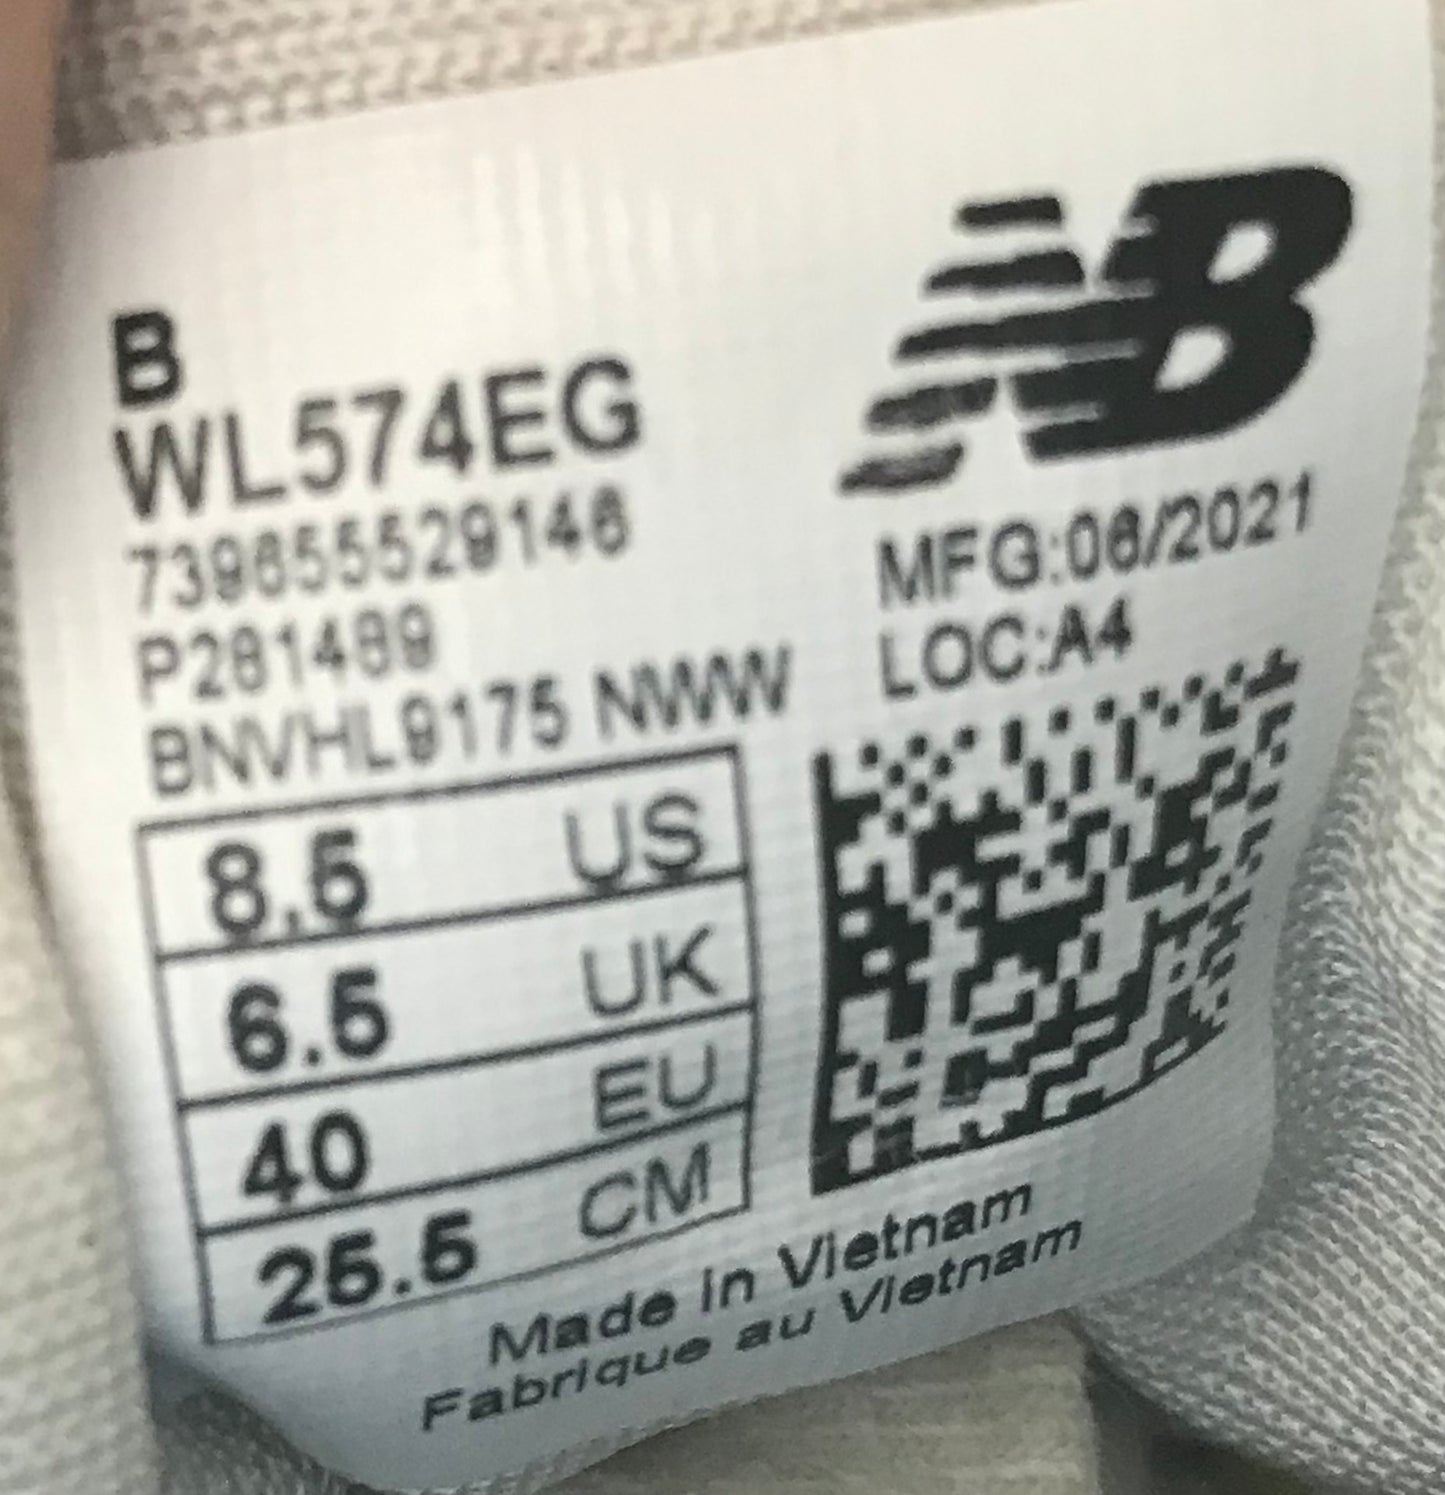 B
WL574EG
739655529146
P281489
BNVHL9175 NWW
NB
MFG:06/2021
LOC:A4
8.5 US
6.5 UK
40 EU
25.5 CM
Made in Vietnam
Fabrique au Vietnam